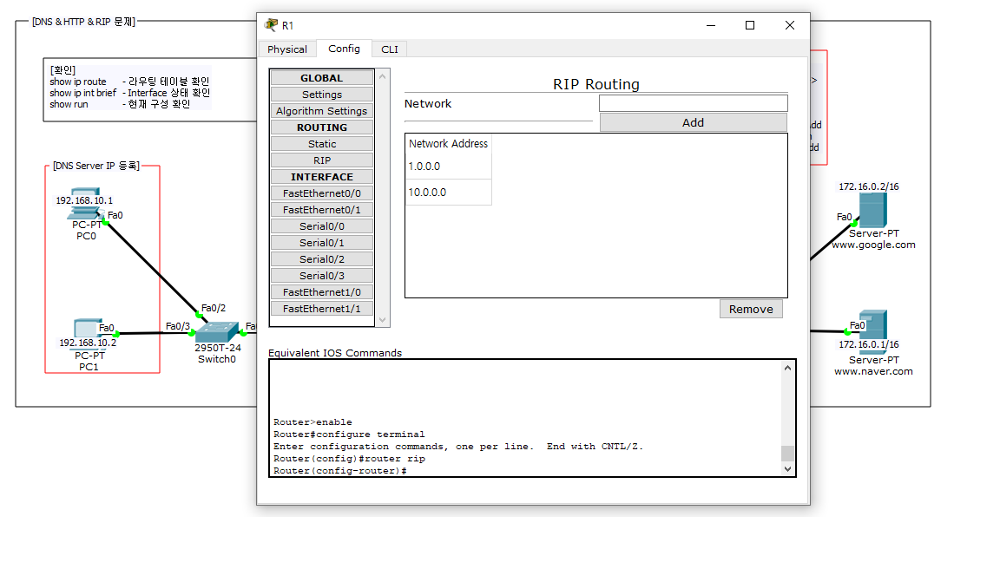 [DNS & HTTP & RIP 문제]
[확인]
show ip route - 라우팅 테이블 확인
show ip int brief - Interface 상태 확인
show run - 현재 구성 확인
[DNS Server IP 등록]
192.168.10.1
Fa0
PC-PT
PC0
Fa0/2
Fa0
Fa0/3
Fa
192.168.10.2
PC-PT
PC1
2950T-24
Switch0
R1
Physical
Config
CLI
GLOBAL
Settings
Algorithm Settings
ROUTING
Static
RIP
INTERFACE
FastEthernet0/0
FastEthernet0/1
Serial0/0
Serial0/1
Serial0/2
Serial0/3
FastEthernet1/0
FastEthernet1/1
RIP Routing
Network
Add
Network Address
1.0.0.0
10.0.0.0
Remove
Equivalent IOS Commands
Router>enable
Router#configure terminal
Enter configuration commands, one per line.  End with CNTL/Z.
Router(config)#router rip
Router(config-router)#
>
dd
dd
172.16.0.2/16
Fa0
Server-PT
www.google.com
Fa0
172.16.0.1/16
Server-PT
www.naver.com